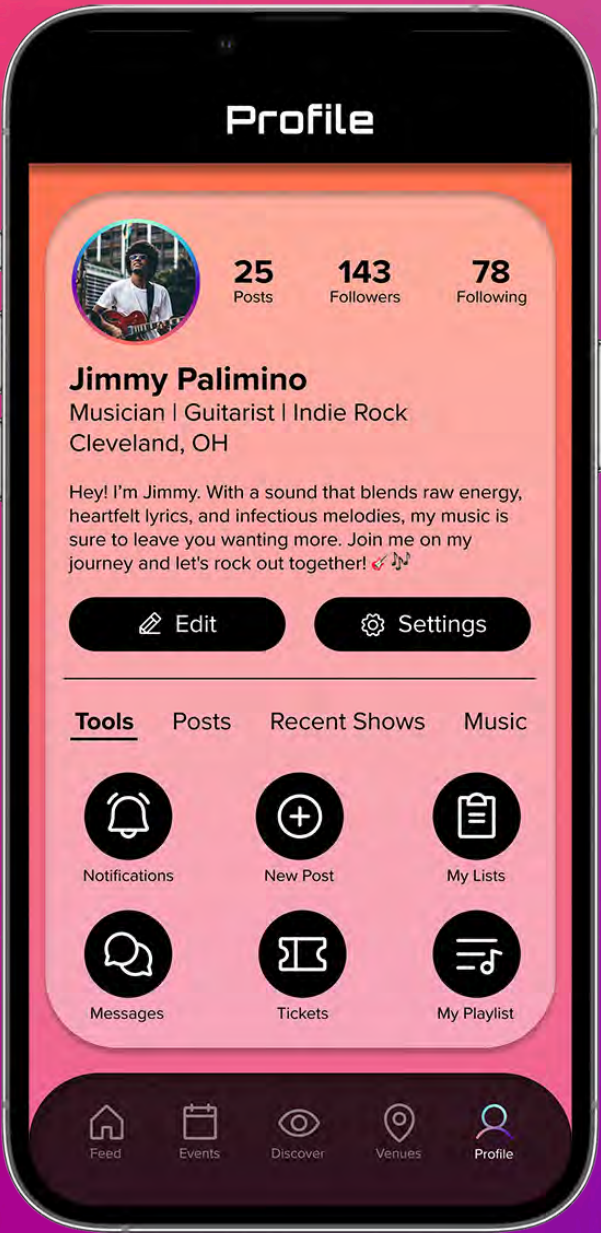 Profile
25 143 78
Posts Followers Following
Jimmy Palimino
Musician | Guitarist | Indie Rock
Cleveland, OH
Hey! I'm Jimmy. With a sound that blends raw energy,
heartfelt lyrics, and infectious melodies, my music is
sure to leave you wanting more. Join me on my
journey and let's rock out together! 🎸🎶
Edit Settings
Tools Posts Recent Shows Music
Notifications New Post My Lists
Messages Tickets My Playlist
Feed Events Discover Venues Profile